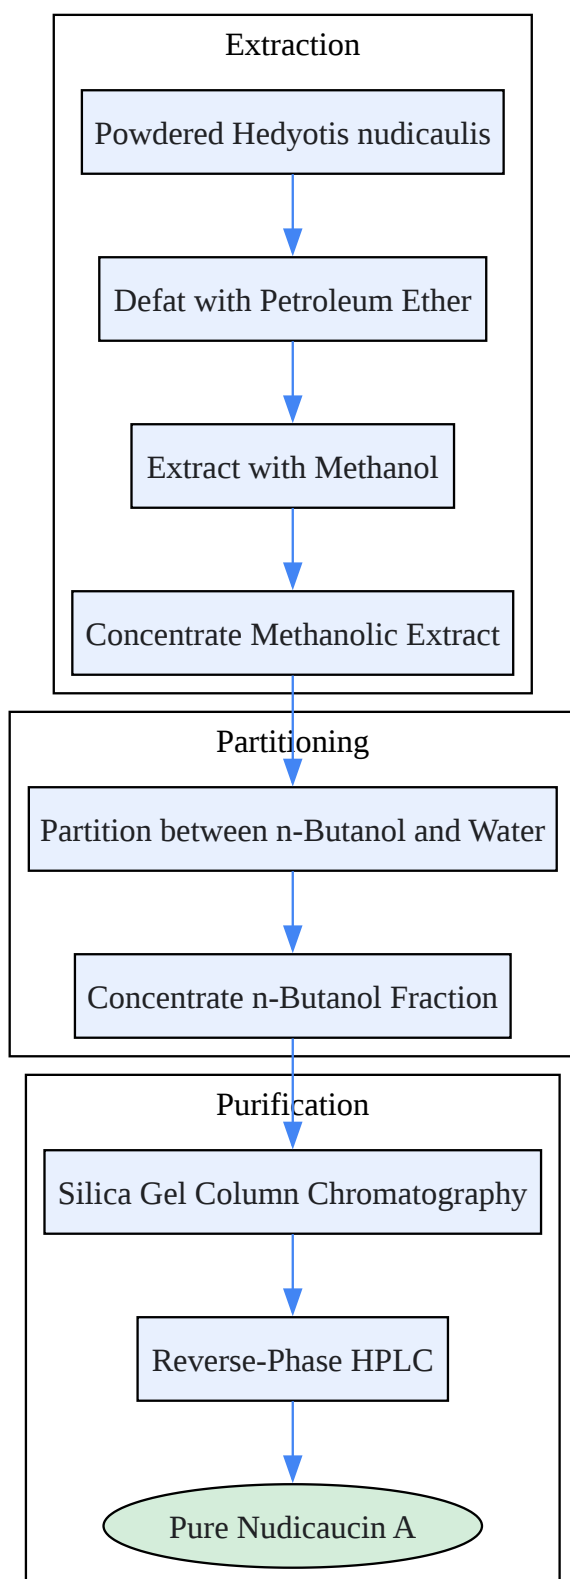 Extraction
Powdered Hedyotis nudicaulis
Defat with Petroleum Ether
Extract with Methanol
Concentrate Methanolic Extract
Partitioning
Partition between n-Butanol and Water
Concentrate n-Butanol Fraction
Purification
Silica Gel Column Chromatography
Reverse-Phase HPLC
Pure Nudicaucin A